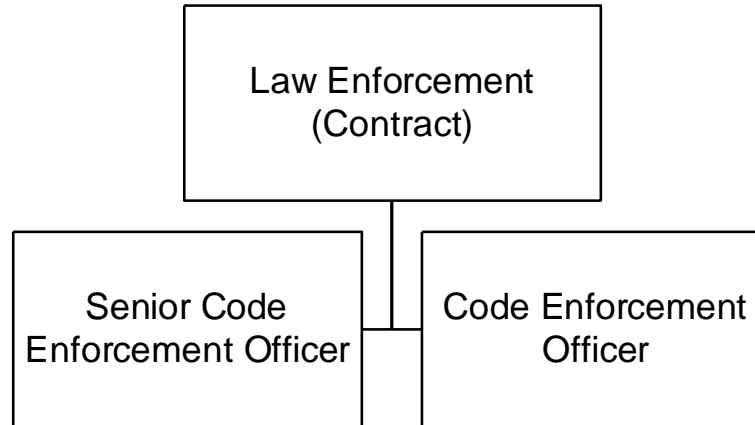 Law Enforcement
(Contract)
Senior Code
Enforcement Officer
Code Enforcement
Officer